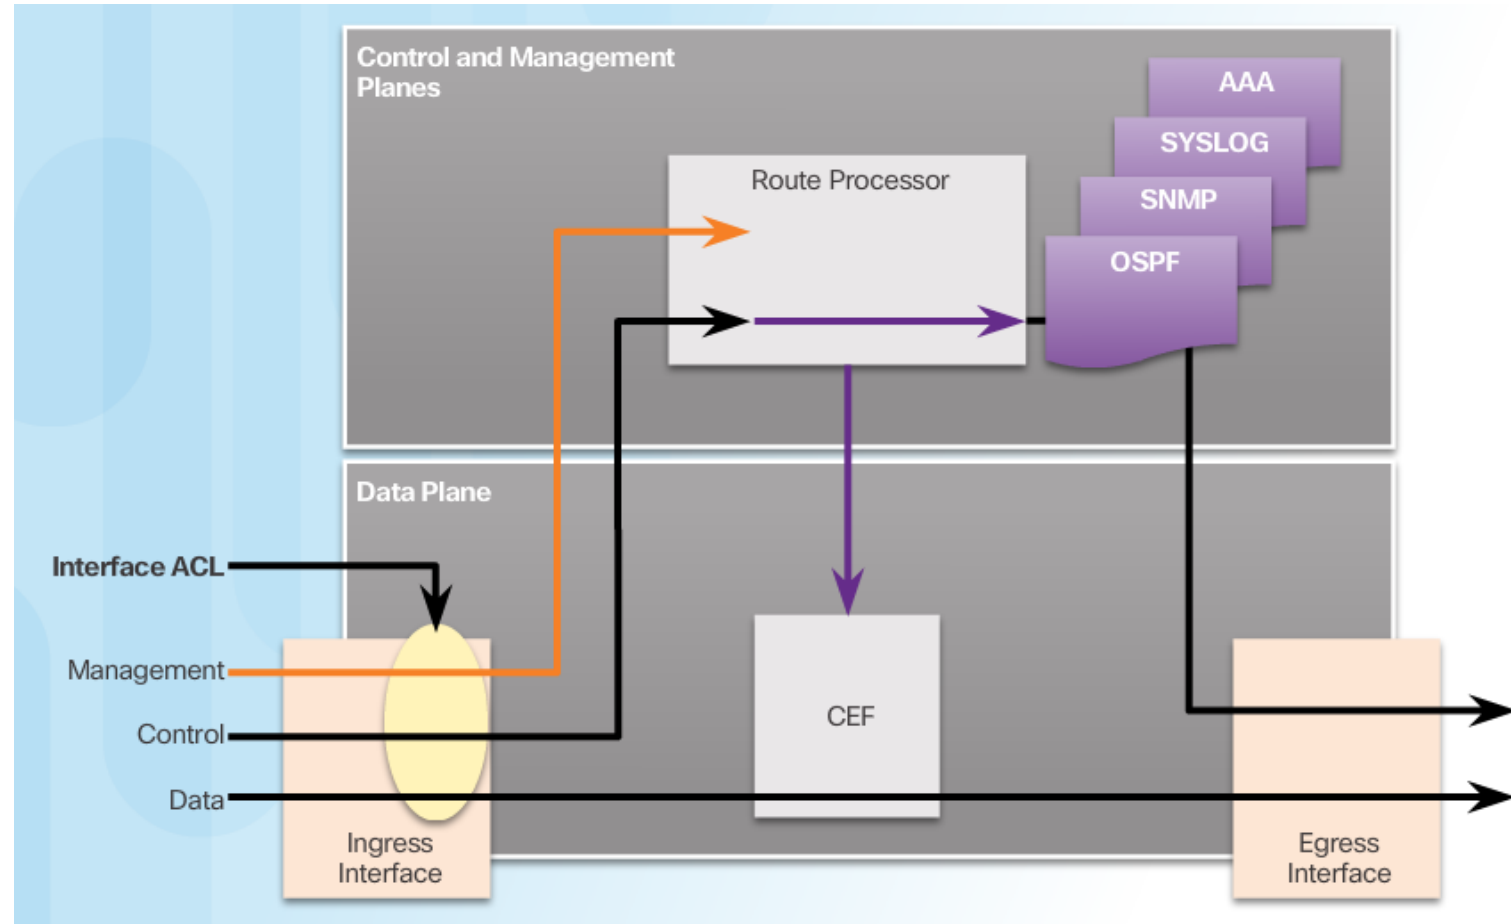 Control and Management
Planes
AAA
SYSLOG
SNMP
OSPF
Route Processor
Data Plane
Interface ACL
Management
Control
Data
CEF
Ingress
Interface
Egress
Interface